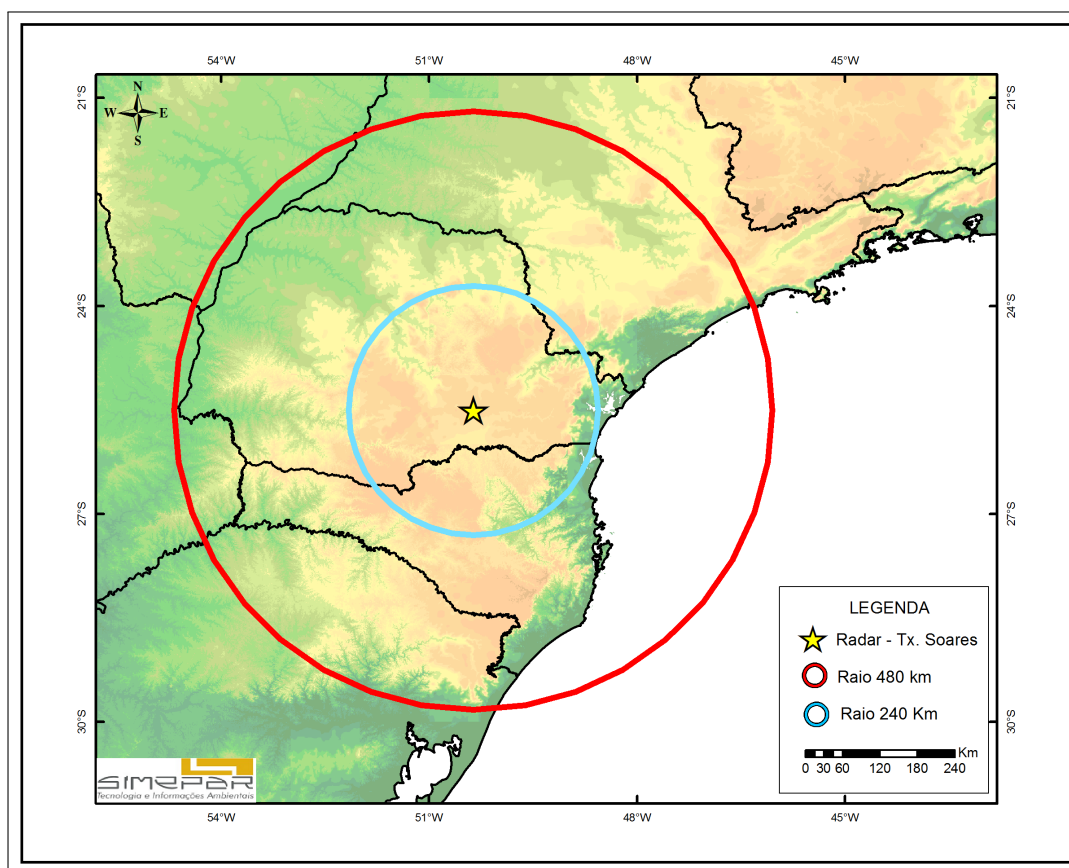 54°W 51°W 48°W 45°W
N
W E
S
21°S 21°S
24°S 24°S
27°S 27°S
30°S 30°S
LEGENDA
Radar - Tx. Soares
Raio 480 km
Raio 240 Km
Km
0 30 60 120 180 240
SIMEPAR
Tecnologia e Informações Ambientais
54°W 51°W 48°W 45°W